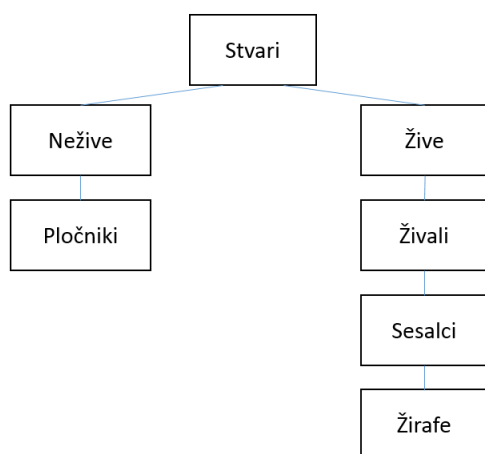 Stvari
Nežive
Žive
Pločniki
Živali
Sesalci
Žirafe